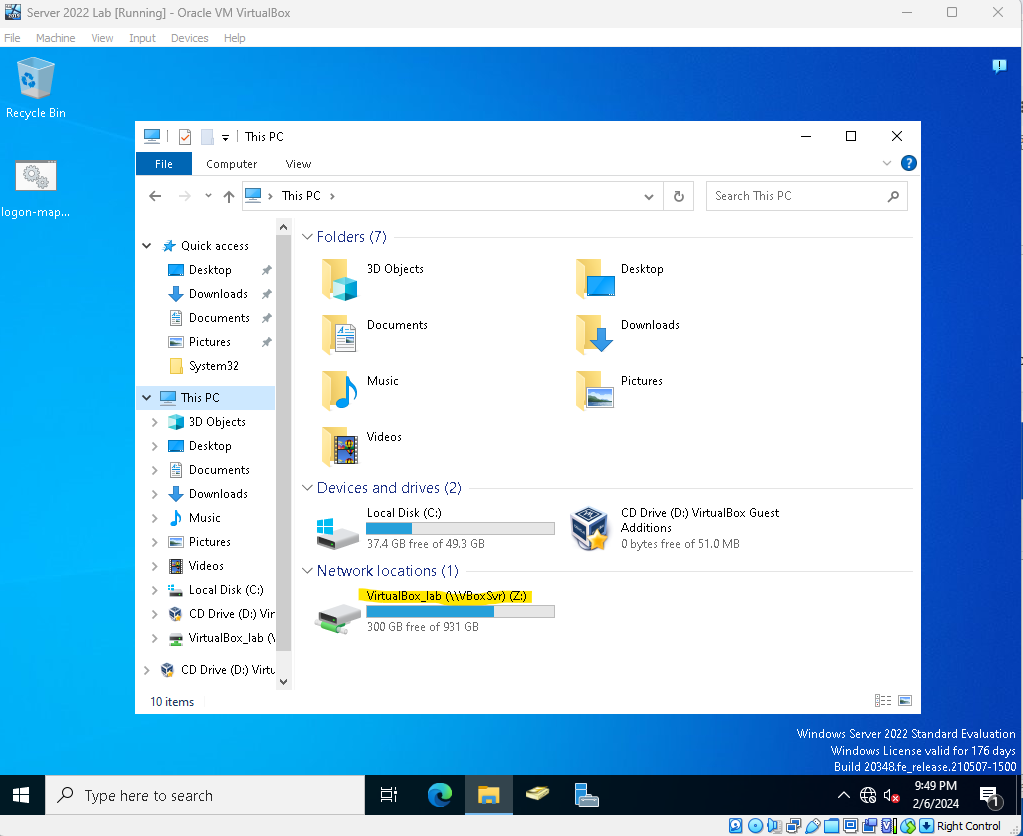 Server 2022 Lab [Running] - Oracle VM VirtualBox
File Machine View Input Devices Help
Recycle Bin
logon-map...
This PC
File Computer View
This PC
Search This PC
Quick access
Desktop
Downloads
Documents
Pictures
System32
This PC
3D Objects
Desktop
Documents
Downloads
Music
Pictures
Videos
Local Disk (C:)
CD Drive (D:) Vir
VirtualBox_lab (\
CD Drive (D:) Virtu
Folders (7)
3D Objects
Desktop
Documents
Downloads
Music
Pictures
Videos
Devices and drives (2)
Local Disk (C:)
37.4 GB free of 49.3 GB
CD Drive (D:) VirtualBox Guest
Additions
0 bytes free of 51.0 MB
Network locations (1)
VirtualBox_lab (\\VBoxSvr) (Z:)
300 GB free of 931 GB
10 items
Windows Server 2022 Standard Evaluation
Windows License valid for 176 days
Build 20348.fe_release.210507-1500
Type here to search
9:49 PM
2/6/2024
1
Right Control